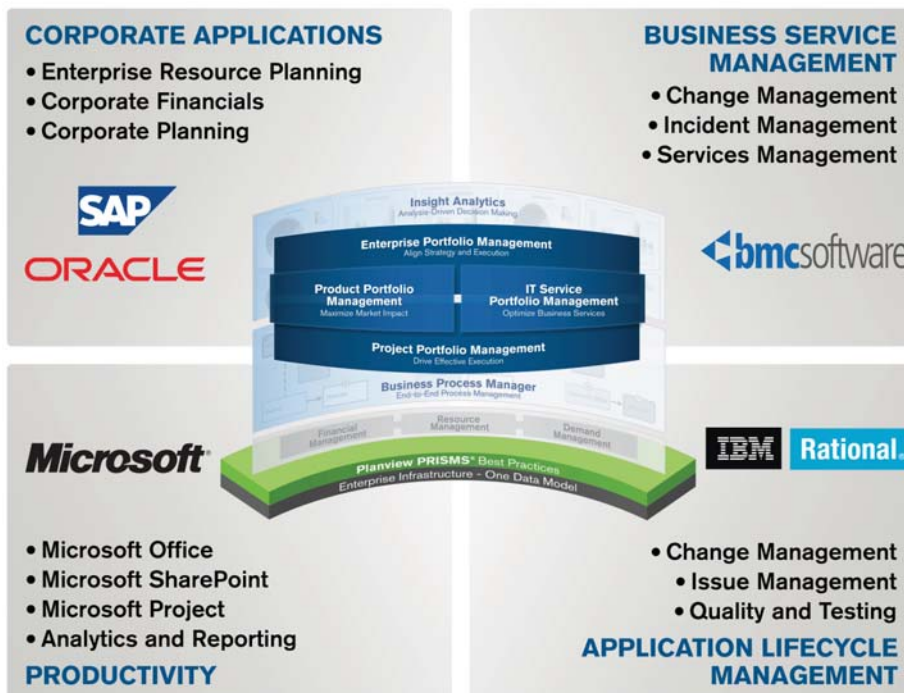 CORPORATE APPLICATIONS
• Enterprise Resource Planning
• Corporate Financials
• Corporate Planning
SAP
ORACLE
BUSINESS SERVICE
MANAGEMENT
• Change Management
• Incident Management
• Services Management
bmcsoftware
Insight Analytics
Analysis-Driven Decision Making
Enterprise Portfolio Management
Align Strategy and Execution
Product Portfolio
Management
Maximize Market Impact
IT Service
Portfolio Management
Optimize Business Services
Project Portfolio Management
Drive Effective Execution
Business Process Manager
End-to-End Process Management
Financial
Management
Resource
Management
Demand
Management
Planview PRISMS® Best Practices
Enterprise Infrastructure - One Data Model
Microsoft®
• Microsoft Office
• Microsoft SharePoint
• Microsoft Project
• Analytics and Reporting
PRODUCTIVITY
IBM
Rational®
• Change Management
• Issue Management
• Quality and Testing
APPLICATION LIFECYCLE
MANAGEMENT